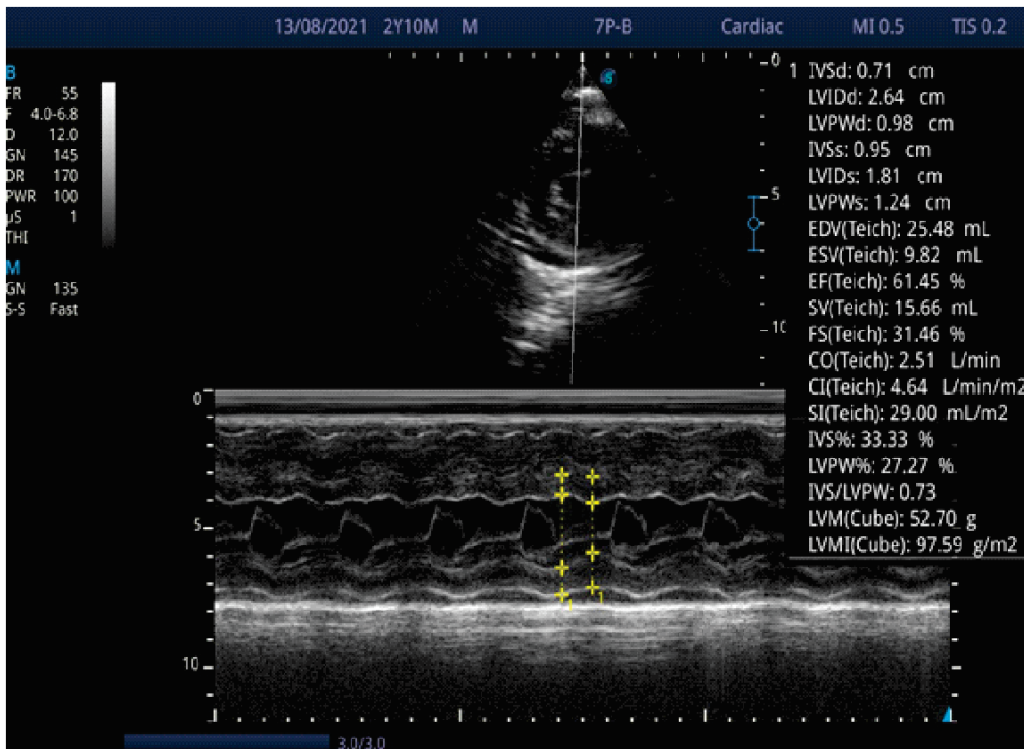 13/08/2021 2Y10M M 7P-B Cardiac MI 0.5 TIS 0.2
B
FR 55
F 4.0-6.8
D 12.0
GN 145
DR 170
PWR 100
µS 1
THI
M
GN 135
S-S Fast
0
5
10
1 IVSd: 0.71 cm
LVIDd: 2.64 cm
LVPWd: 0.98 cm
IVSs: 0.95 cm
LVIDs: 1.81 cm
LVPWs: 1.24 cm
EDV(Teich): 25.48 mL
ESV(Teich): 9.82 mL
EF(Teich): 61.45 %
SV(Teich): 15.66 mL
FS(Teich): 31.46 %
CO(Teich): 2.51 L/min
CI(Teich): 4.64 L/min/m2
SI(Teich): 29.00 mL/m2
IVS%: 33.33 %
LVPW%: 27.27 %
IVS/LVPW: 0.73
LVM(Cube): 52.70 g
LVMI(Cube): 97.59 g/m2
0
5
10
1
1
3.0/3.0